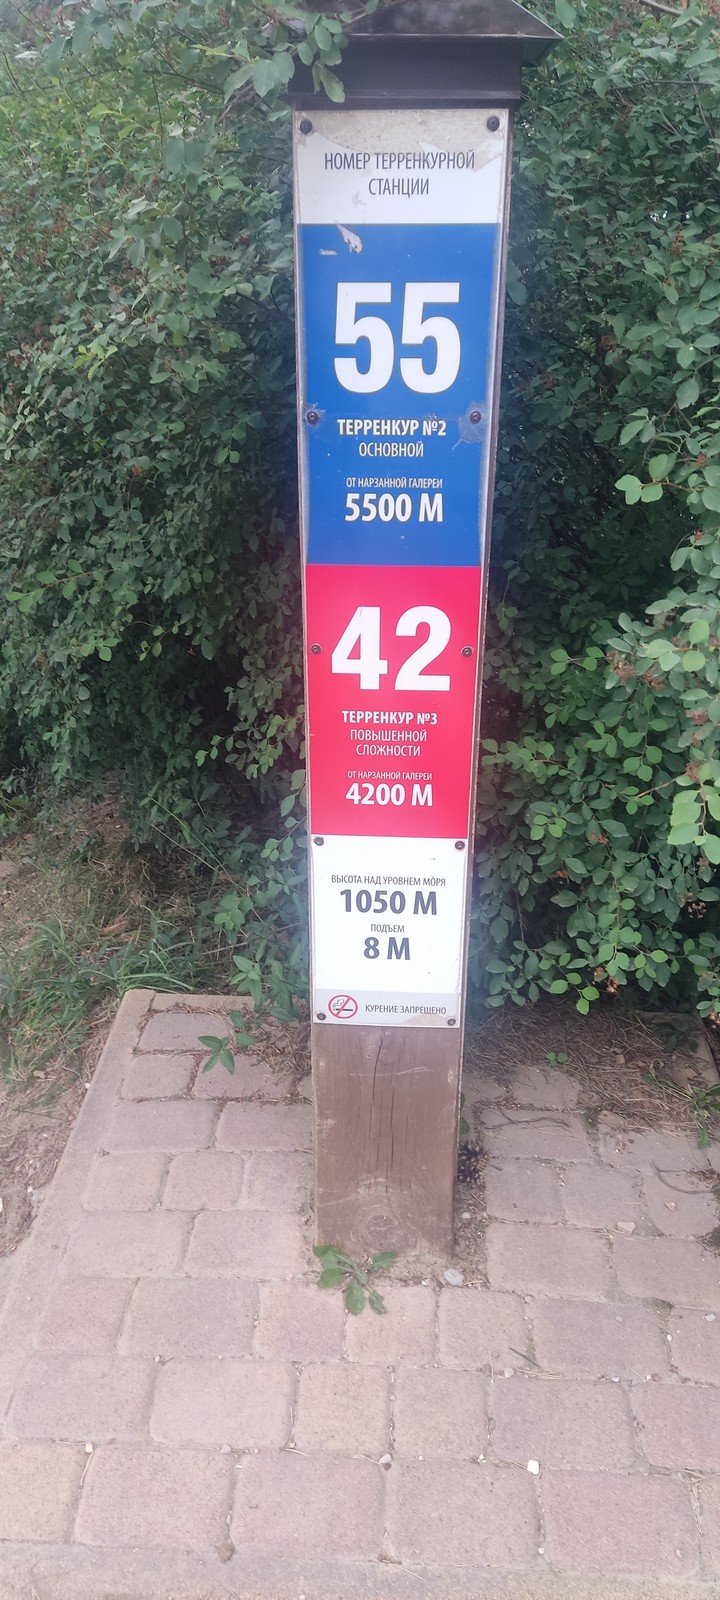 НОМЕР ТЕРРЕНКУРНОЙ
СТАНЦИИ
55
ТЕРРЕНКУР №2
ОСНОВНОЙ
ОТ НАРЗАННОЙ ГАЛЕРЕИ
5500 М
42
ТЕРРЕНКУР №3
ПОВЫШЕННОЙ
СЛОЖНОСТИ
ОТ НАРЗАННОЙ ГАЛЕРЕИ
4200 М
ВЫСОТА НАД УРОВНЕМ МОРЯ
1050 М
ПОДЪЕМ
8 М
КУРЕНИЕ ЗАПРЕЩЕНО